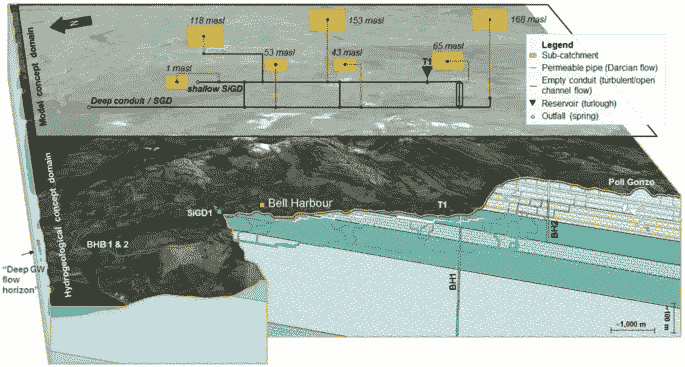 118 masl
153 masl
168 masl
N
53 masl
43 masl
65 masl
1 masl
T1
shallow SiGD
Deep conduit / SGD
Model concept domain
Legend
Sub-catchment
Permeable pipe (Darcian flow)
Empty conduit (turbulent/open
channel flow)
Reservoir (turlough)
Outfall (spring)
Hydrogeological concept domain
SiGD1
Bell Harbour
T1
Poll Gonzo
BHB 1 & 2
BH1
BH2
"Deep GW
flow
horizon"
~1,000 m
~100 m